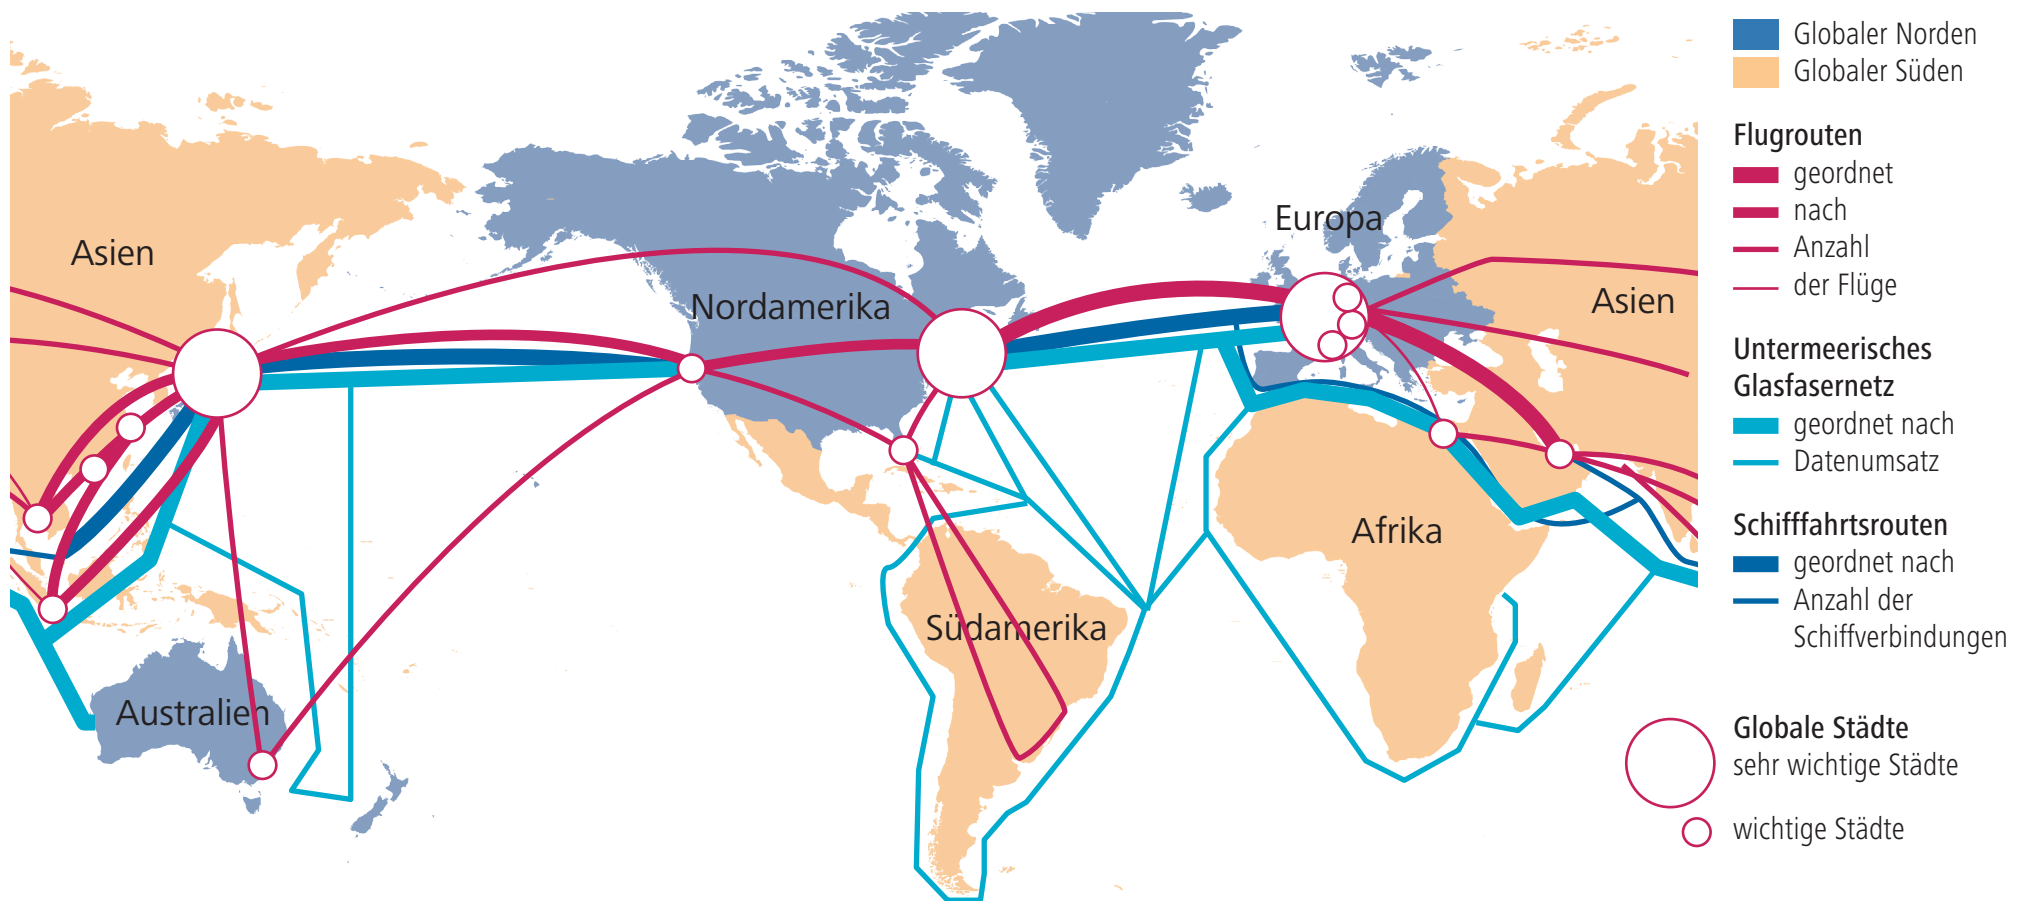 Asien
Nordamerika
Europa
Asien
Afrika
Südamerika
Australien
Globaler Norden
Globaler Süden
Flugrouten
geordnet
nach
Anzahl
der Flüge
Untermeerisches
Glasfasernetz
geordnet nach
Datenumsatz
Schifffahrtsrouten
geordnet nach
Anzahl der
Schiffverbindungen
Globale Städte
sehr wichtige Städte
wichtige Städte